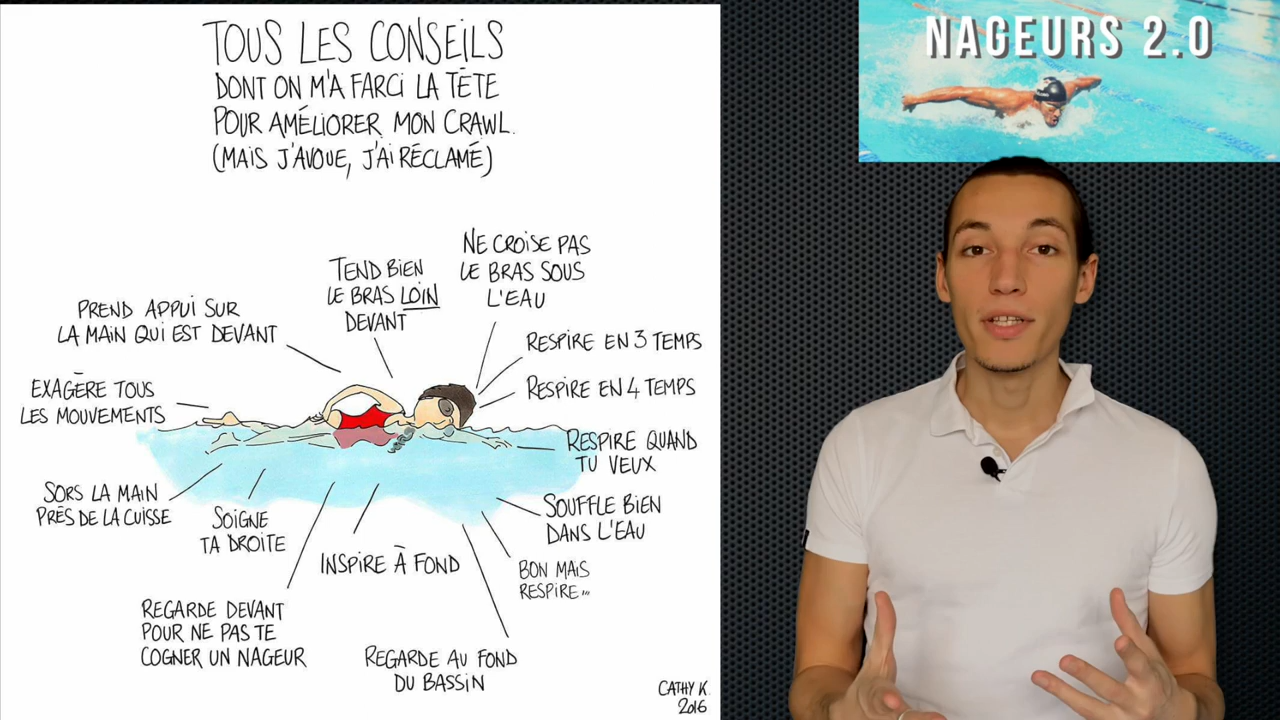 TOUS LES CONSEILS
DONT ON M'A FARCI LA TÊTE
POUR AMÉLIORER MON CRAWL.
(MAIS J'AVOUE, J'AI RÉCLAMÉ)
NAGEURS 2.0
NE CROISE PAS
LE BRAS SOUS
L'EAU
TEND BIEN
LE BRAS LOIN
DEVANT
PREND APPUI SUR
LA MAIN QUI EST DEVANT
RESPIRE EN 3 TEMPS
RESPIRE EN 4 TEMPS
EXAGÈRE TOUS
LES MOUVEMENTS
RESPIRE QUAND
TU VEUX
SORS LA MAIN
PRÈS DE LA CUISSE
SOIGNE
TA DROITE
SOUFFLE BIEN
DANS L'EAU
INSPIRE À FOND
BON MAIS
RESPIRE...
REGARDE DEVANT
POUR NE PAS TE
COGNER UN NAGEUR
REGARDE AU FOND
DU BASSIN
CATHY K.
2016